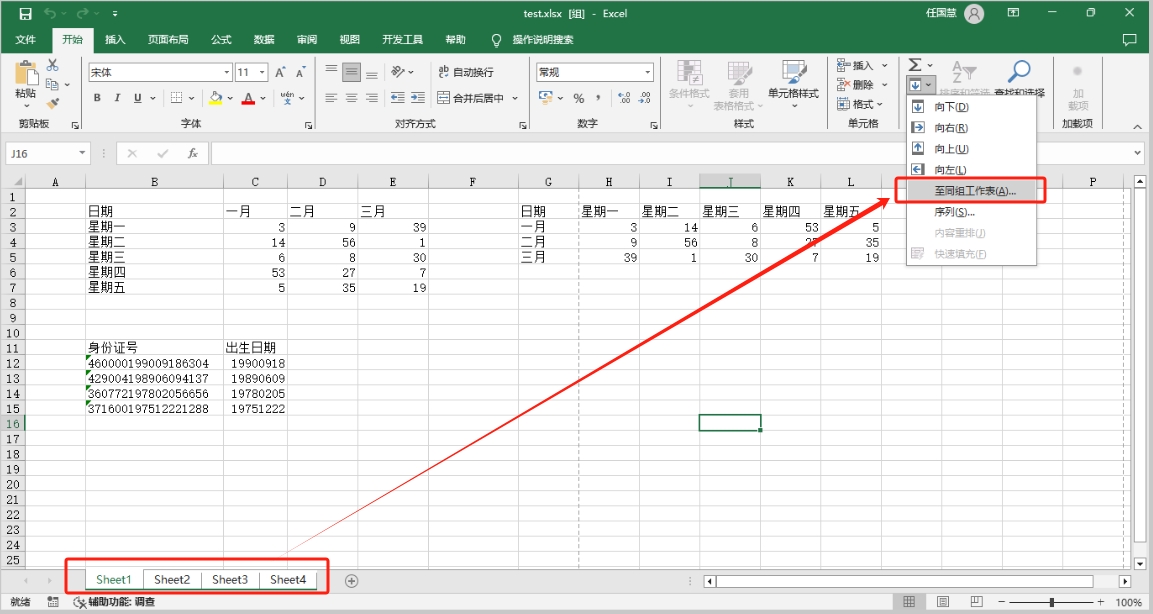 test.xlsx [组] - Excel
任国慧
文件 开始 插入 页面布局 公式 数据 审阅 视图 开发工具 帮助 操作说明搜索
粘贴
宋体 11 A A
B I U A wén 文
ab 自动换行
合并后居中
常规
% ,
条件格式 套用 表格格式 单元格样式
插入
删除
格式
Σ
查找和选择
加 载项
剪贴板 字体 对齐方式 数字 样式 单元格 加载项
向下(D)
向右(R)
向上(U)
向左(L)
至同组工作表(A)...
序列(S)...
内容重排(J)
快速填充(F)
J16 fx
A B C D E F G H I J K L P
1
2 日期 一月 二月 三月 日期 星期一 星期二 星期三 星期四 星期五
3 星期一 3 9 39 一月 3 14 6 53 5
4 星期二 14 56 1 二月 9 56 8 27 35
5 星期三 6 8 30 三月 39 1 30 7 19
6 星期四 53 27 7
7 星期五 5 35 19
8
9
10
11 身份证号 出生日期
12 460000199009186304 19900918
13 429004198906094137 19890609
14 360772197802056656 19780205
15 371600197512221288 19751222
16
17
18
19
20
21
22
23
24
25
Sheet1 Sheet2 Sheet3 Sheet4
就绪 辅助功能: 调查 100%